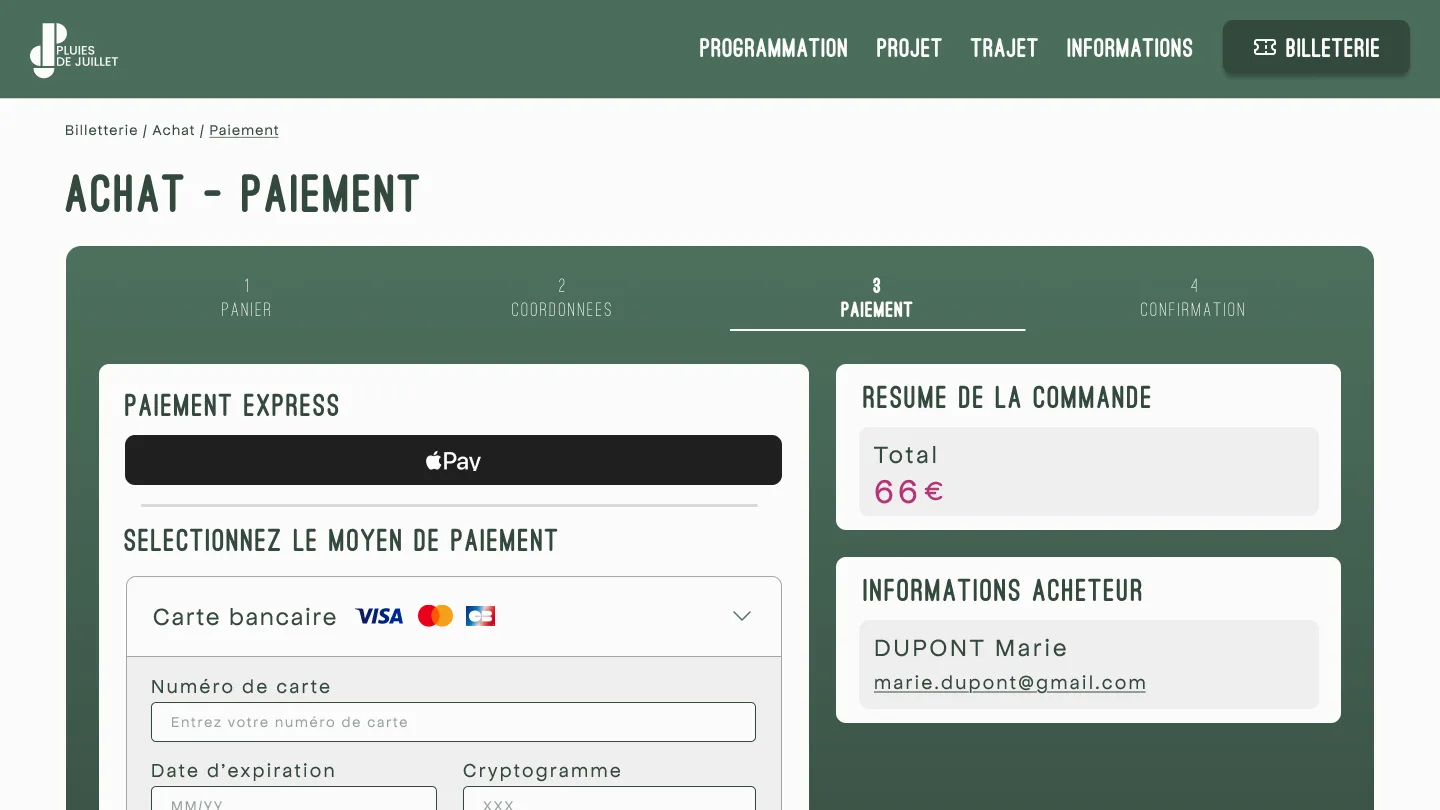 PLUIES
DE JUILLET
PROGRAMMATION
PROJET
TRAJET
INFORMATIONS
BILLETERIE
Billetterie / Achat / Paiement
ACHAT - PAIEMENT
1
PANIER
2
COORDONNEES
3
PAIEMENT
4
CONFIRMATION
PAIEMENT EXPRESS
Pay
SELECTIONNEZ LE MOYEN DE PAIEMENT
Carte bancaire VISA CB
Numéro de carte
Entrez votre numéro de carte
Date d’expiration
MM/YY
Cryptogramme
XXX
RESUME DE LA COMMANDE
Total
66€
INFORMATIONS ACHETEUR
DUPONT Marie
marie.dupont@gmail.com